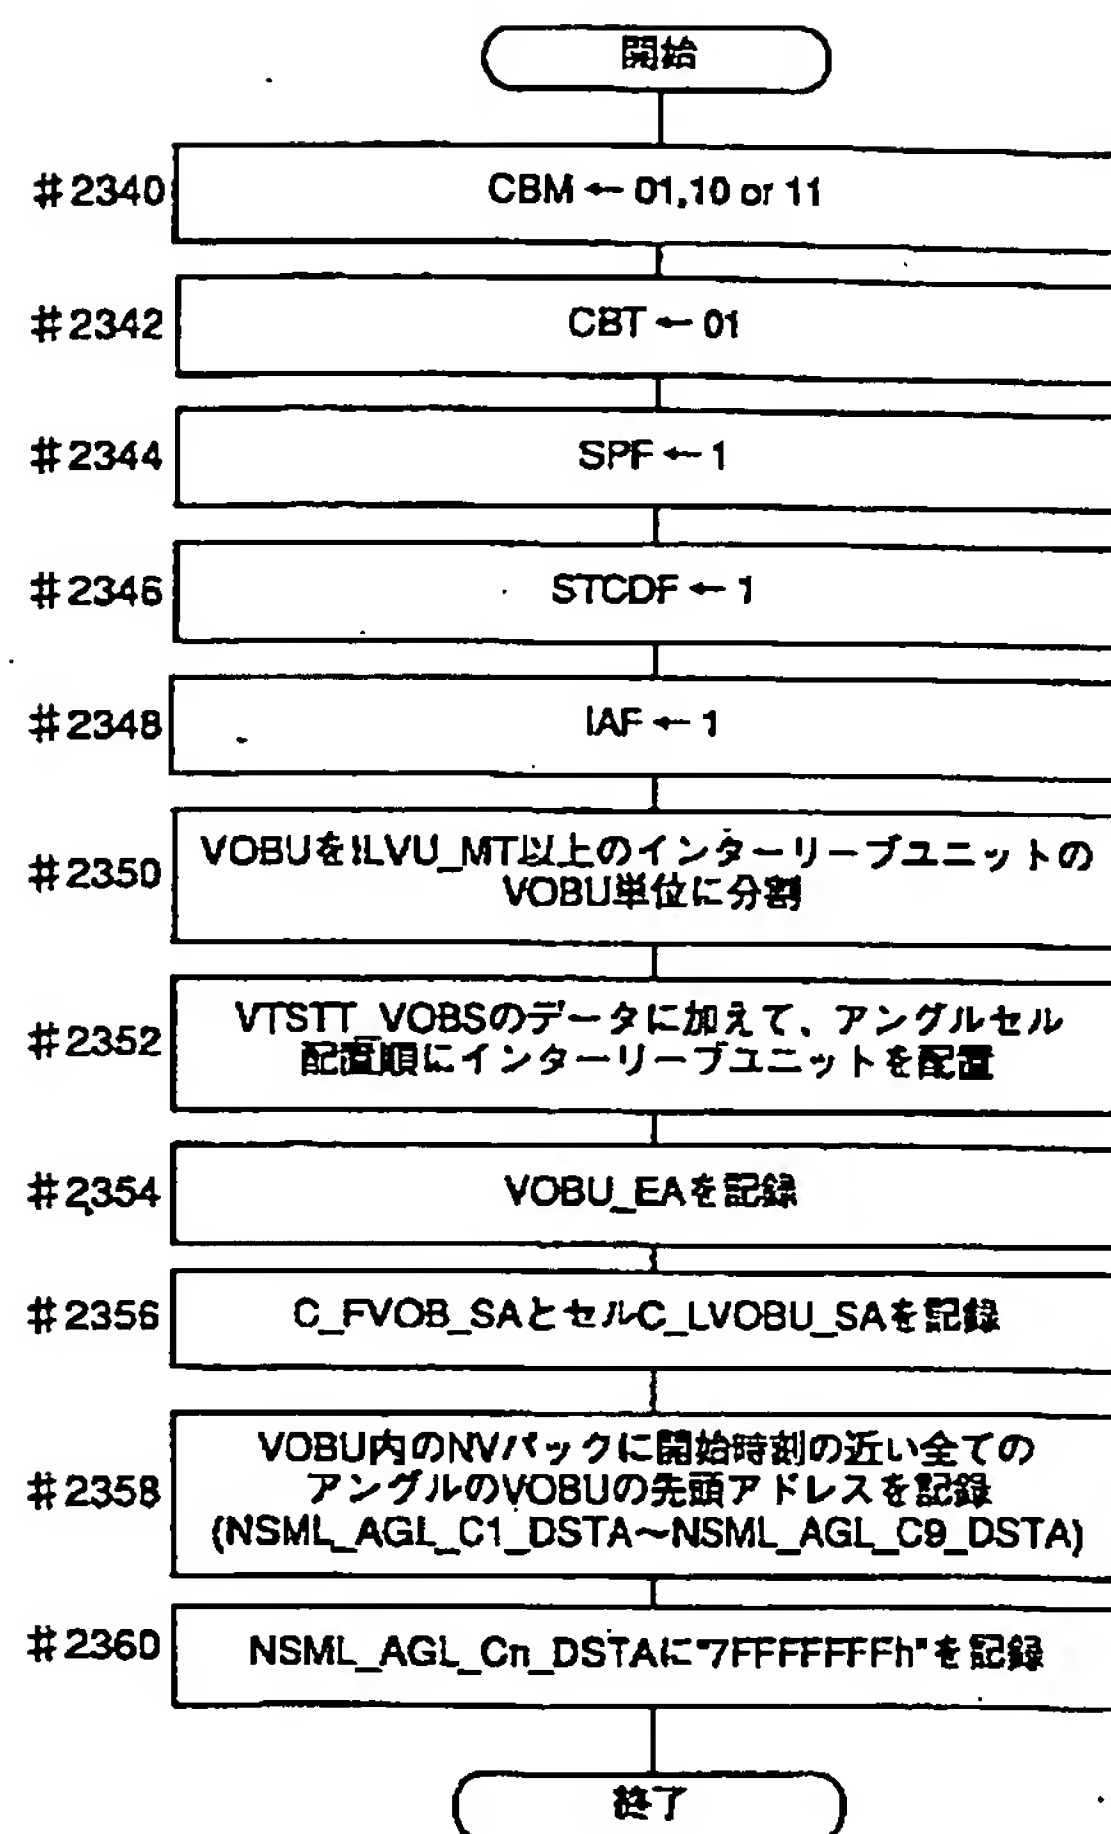 開始
#2340
CBM ← 01,10 or 11
#2342
CBT ← 01
#2344
SPF ← 1
#2346
STCDF ← 1
#2348
IAF ← 1
#2350
VOBUをILVU_MT以上のインターリーブユニットの
VOBU単位に分割
#2352
VTSTT_VOBSのデータに加えて、アングルセル
配置順にインターリーブユニットを配置
#2354
VOBU_EAを記録
#2356
C_FVOB_SAとセルC_LVOBU_SAを記録
#2358
VOBU内のNVパックに開始時刻の近い全ての
アングルのVOBUの先頭アドレスを記録
(NSML_AGL_C1_DSTA～NSML_AGL_C9_DSTA)
#2360
NSML_AGL_Cn_DSTAに"7FFFFFFFh"を記録
終了